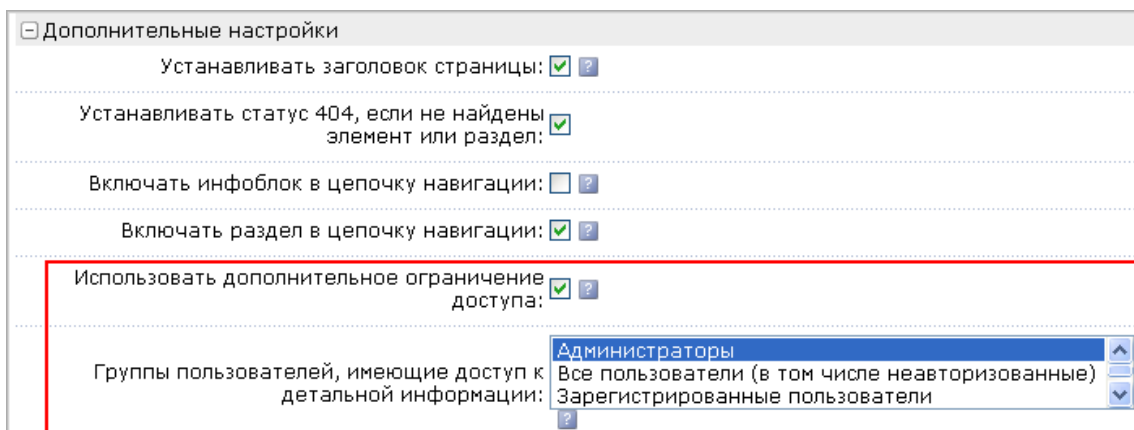 Дополнительные настройки
Устанавливать заголовок страницы: ?
Устанавливать статус 404, если не найдены
элемент или раздел:
Включать инфоблок в цепочку навигации: ?
Включать раздел в цепочку навигации: ?
Использовать дополнительное ограничение
доступа: ?
Группы пользователей, имеющие доступ к
детальной информации:
Администраторы
Все пользователи (в том числе неавторизованные)
Зарегистрированные пользователи
?